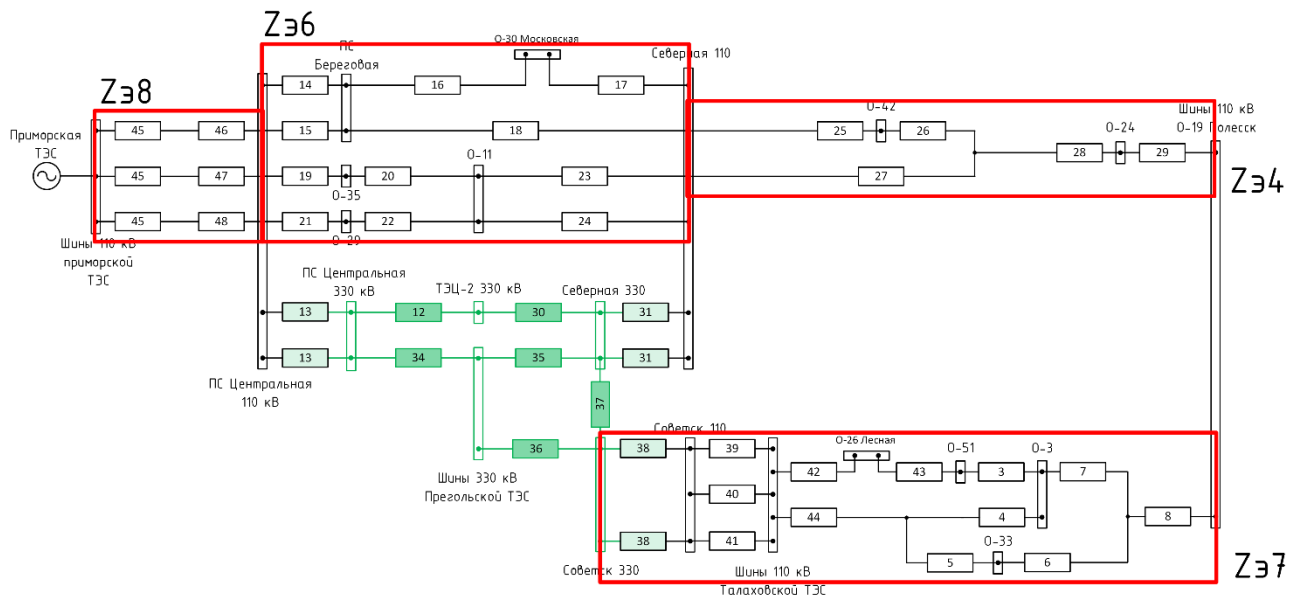 Zэ6
О-30 Московская
ПС
Береговая
Северная 110
14
16
17
Zэ8
Приморская
ТЭС
45
46
15
18
25
О-42
26
Шины 110 кВ
О-19 Полесск
О-24
28
29
45
47
19
20
О-11
23
27
Zэ4
О-35
45
48
21
22
24
О-29
Шины 110 кВ
приморской
ТЭС
ПС Центральная
330 кВ
ТЭЦ-2 330 кВ
Северная 330
13
12
30
31
13
34
35
31
ПС Центральная
110 кВ
37
Советск 110
36
38
39
О-26 Лесная
О-51
О-3
42
43
3
7
Шины 330 кВ
Прегольской ТЭС
40
44
4
8
38
41
О-33
5
6
Советск 330
Шины 110 кВ
Талаховской ТЭС
Zэ7